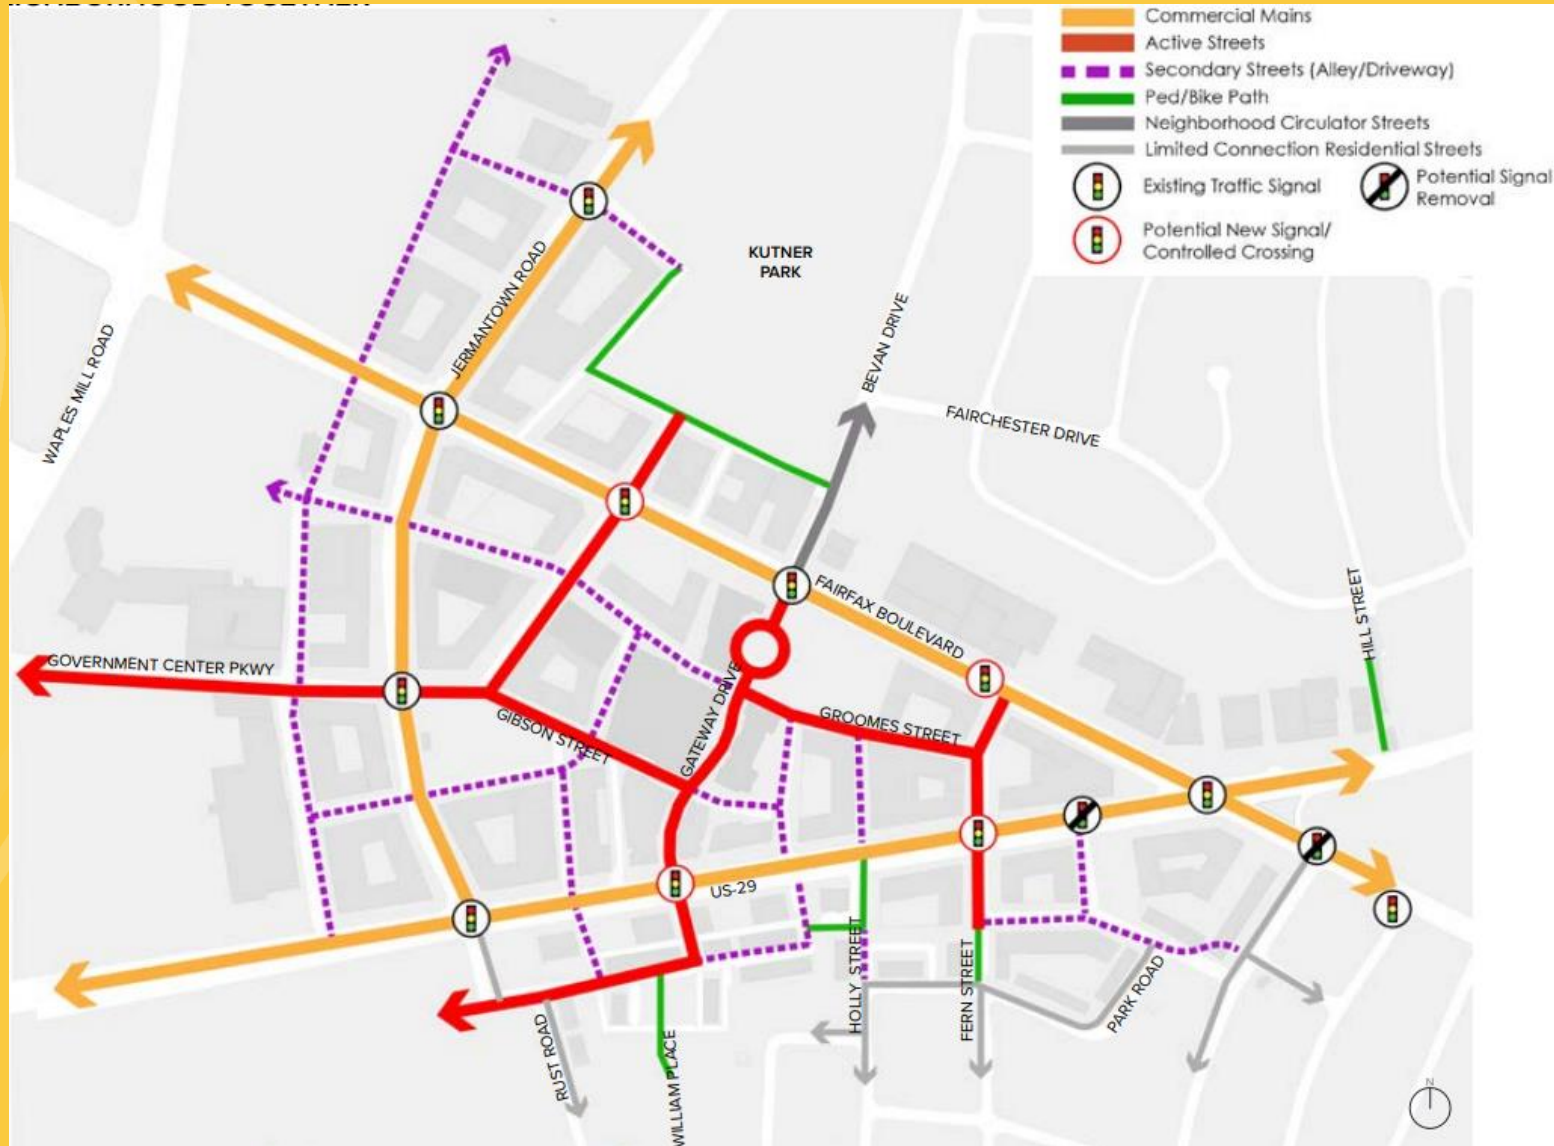 Commercial Mains
Active Streets
Secondary Streets (Alley/Driveway)
Ped/Bike Path
Neighborhood Circulator Streets
Limited Connection Residential Streets
Existing Traffic Signal
Potential Signal
Removal
Potential New Signal/
Controlled Crossing
KUTNER
PARK
JERMANTOWN ROAD
WAPLES MILL ROAD
BEVAN DRIVE
FAIRCHESTER DRIVE
FAIRFAX BOULEVARD
HILL STREET
GOVERNMENT CENTER PKWY
GIBSON STREET
GATEWAY DRIVE
GROOMES STREET
US-29
HOLLY STREET
FERN STREET
PARK ROAD
RUST ROAD
WILLIAM PLACE
N